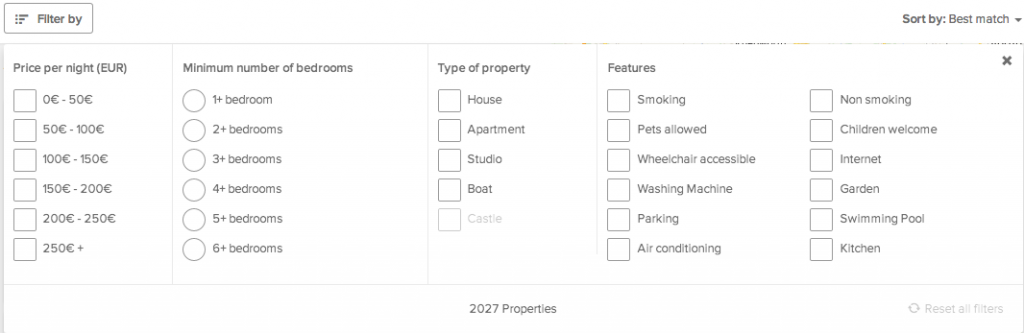 Filter by
Sort by: Best match
Price per night (EUR)
0€ - 50€
50€ - 100€
100€ - 150€
150€ - 200€
200€ - 250€
250€ +
Minimum number of bedrooms
1+ bedroom
2+ bedrooms
3+ bedrooms
4+ bedrooms
5+ bedrooms
6+ bedrooms
Type of property
House
Apartment
Studio
Boat
Castle
Features
Smoking
Pets allowed
Wheelchair accessible
Washing Machine
Parking
Air conditioning
Non smoking
Children welcome
Internet
Garden
Swimming Pool
Kitchen
2027 Properties
Reset all filters